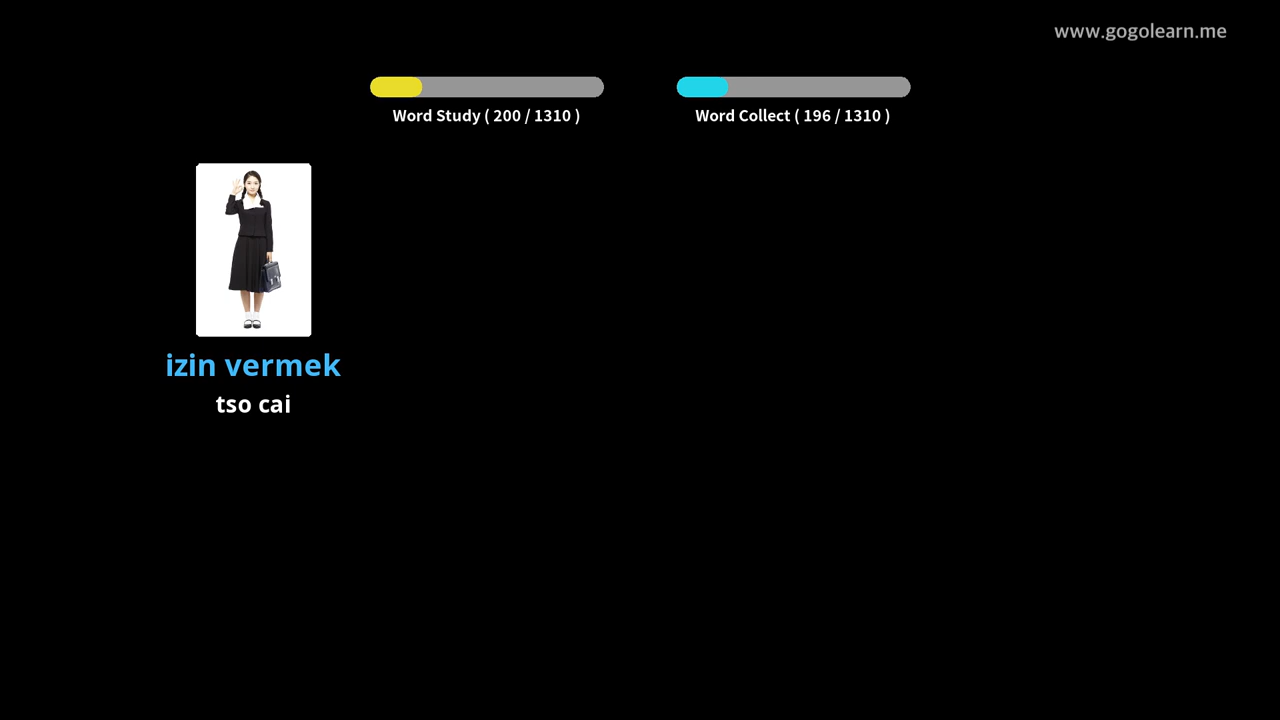 www.gogolearn.me
Word Study ( 200 / 1310 )
Word Collect ( 196 / 1310 )
izin vermek
tso cai